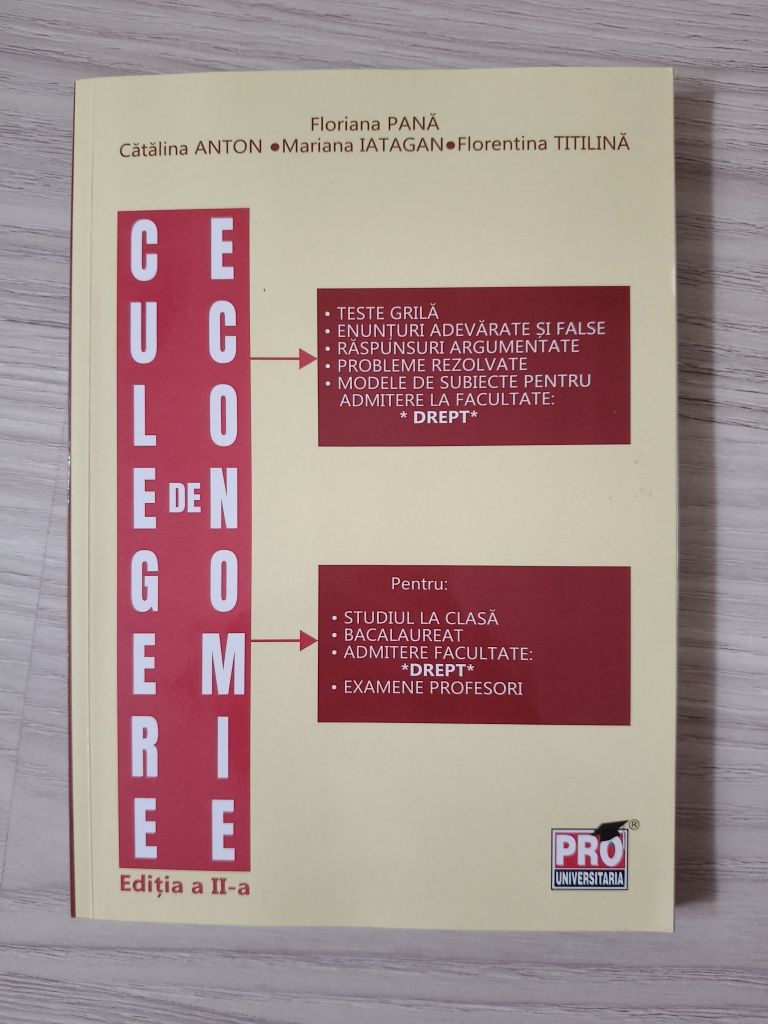 Floriana PANĂ
Cătălina ANTON ●Mariana IATAGAN●Florentina TITILINĂ
CULEGERE
DE
ECONOMIE
• TESTE GRILĂ
• ENUNȚURI ADEVĂRATE ȘI FALSE
• RĂSPUNSURI ARGUMENTATE
• PROBLEME REZOLVATE
• MODELE DE SUBIECTE PENTRU
ADMITERE LA FACULTATE:
* DREPT*
Pentru:
• STUDIUL LA CLASĂ
• BACALAUREAT
• ADMITERE FACULTATE:
*DREPT*
• EXAMENE PROFESORI
Ediția a II-a
PRO ®
UNIVERSITARIA